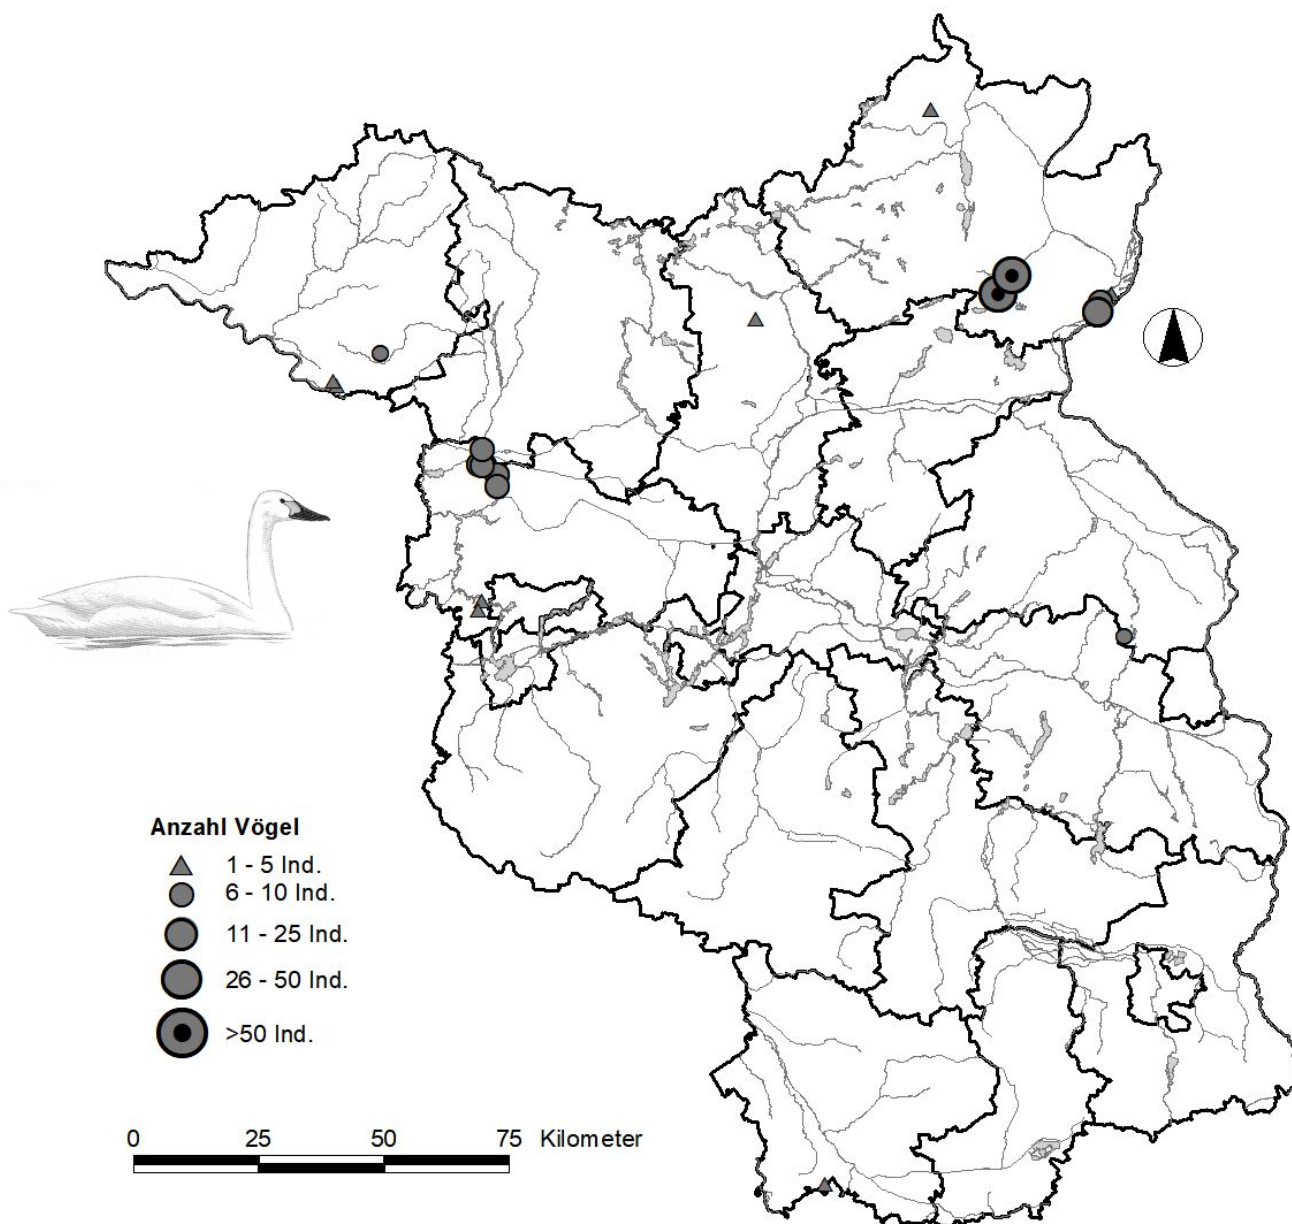 Anzahl Vögel
1 - 5 Ind.
6 - 10 Ind.
11 - 25 Ind.
26 - 50 Ind.
>50 Ind.
0 25 50 75 Kilometer